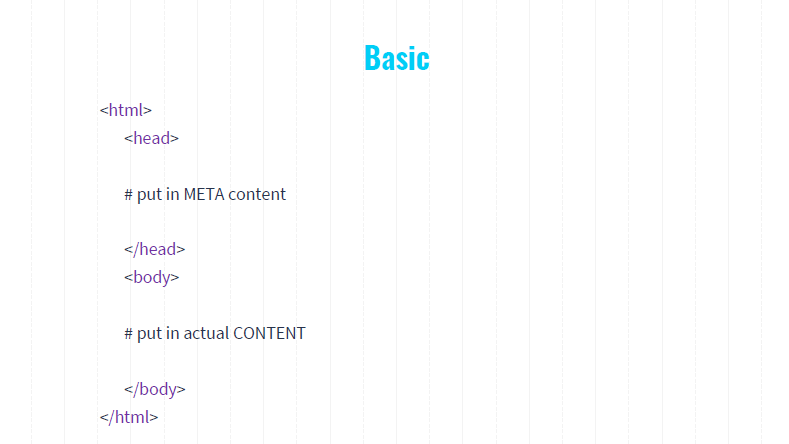 Basic
<html>
<head>
# put in META content
</head>
<body>
# put in actual CONTENT
</body>
</html>